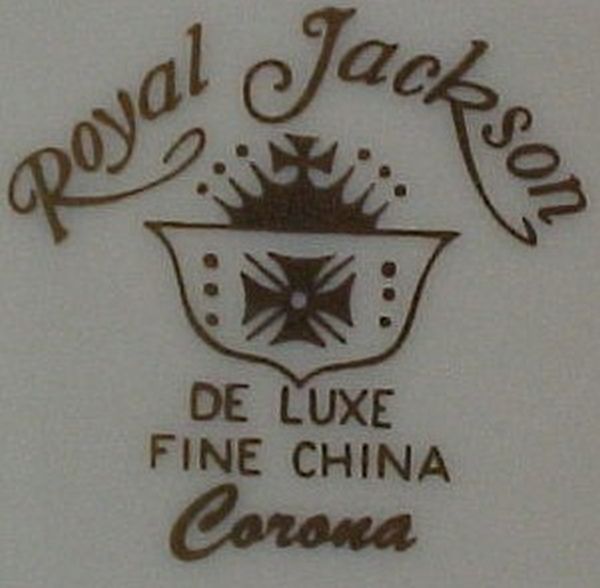 Royal Jackson
DE LUXE
FINE CHINA
Corona